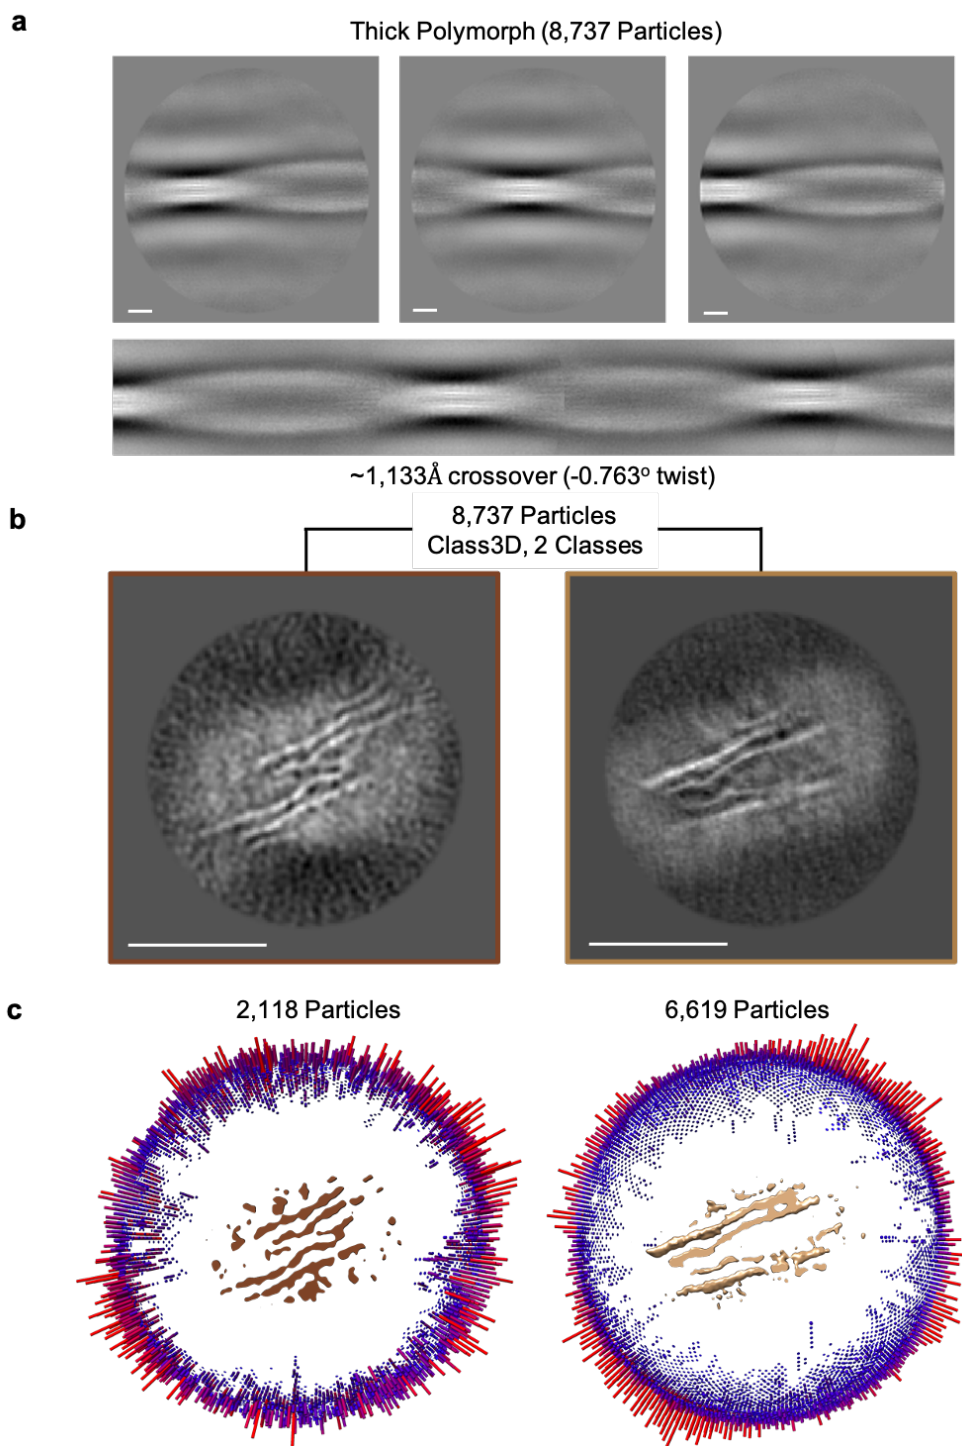 a
Thick Polymorph (8,737 Particles)
~1,133Å crossover (-0.763º twist)
b
8,737 Particles
Class3D, 2 Classes
c
2,118 Particles
6,619 Particles